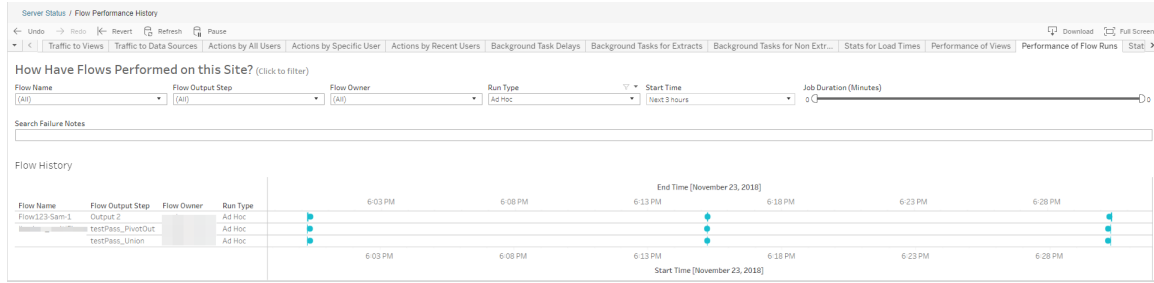 Server Status / Flow Performance History
Undo Redo Revert Refresh Pause Download Full Screen
Traffic to Views Traffic to Data Sources Actions by All Users Actions by Specific User Actions by Recent Users Background Task Delays Background Tasks for Extracts Background Tasks for Non Extr... Stats for Load Times Performance of Views Performance of Flow Runs Stat
How Have Flows Performed on this Site? (Click to filter)
Flow Name Flow Output Step Flow Owner Run Type Start Time Job Duration (Minutes)
(All) (All) (All) Ad Hoc Next 3 hours 0 0
Search Failure Notes
Flow History
End Time [November 23, 2018]
6:03 PM 6:08 PM 6:13 PM 6:18 PM 6:23 PM 6:28 PM
Flow Name Flow Output Step Flow Owner Run Type
Flow123-Sam-1 Output 2 Ad Hoc
testPass_PivotOut Ad Hoc
testPass_Union Ad Hoc
6:03 PM 6:08 PM 6:13 PM 6:18 PM 6:23 PM 6:28 PM
Start Time [November 23, 2018]